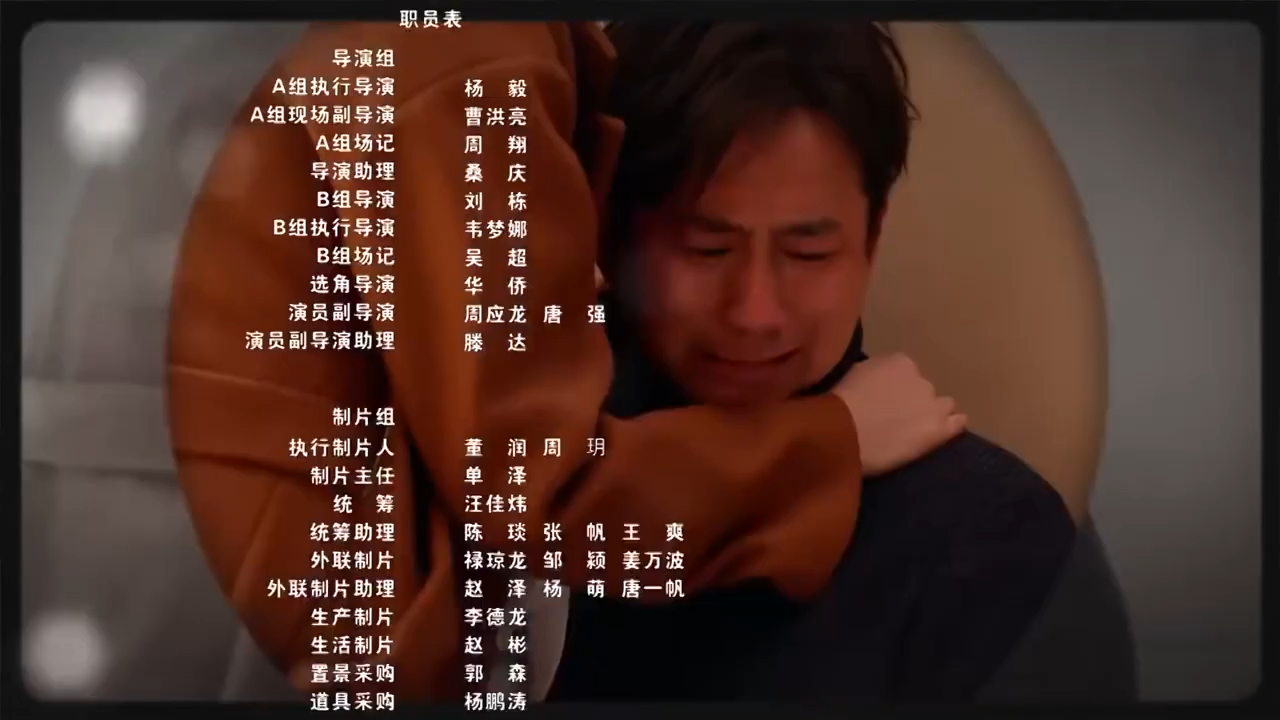 职员表
导演组
A组执行导演 杨 毅
A组现场副导演 曹洪亮
A组场记 周 翔
导演助理 桑 庆
B组导演 刘 栋
B组执行导演 韦梦娜
B组场记 吴 超
选角导演 华 侨
演员副导演 周应龙 唐 强
演员副导演助理 滕 达
制片组
执行制片人 董 润 周 玥
制片主任 单 泽
统 筹 汪佳炜
统筹助理 陈 琰 张 帆 王 爽
外联制片 禄琼龙 邹 颍 姜万波
外联制片助理 赵 泽 杨 萌 唐一帆
生产制片 李德龙
生活制片 赵 彬
置景采购 郭 森
道具采购 杨鹏涛